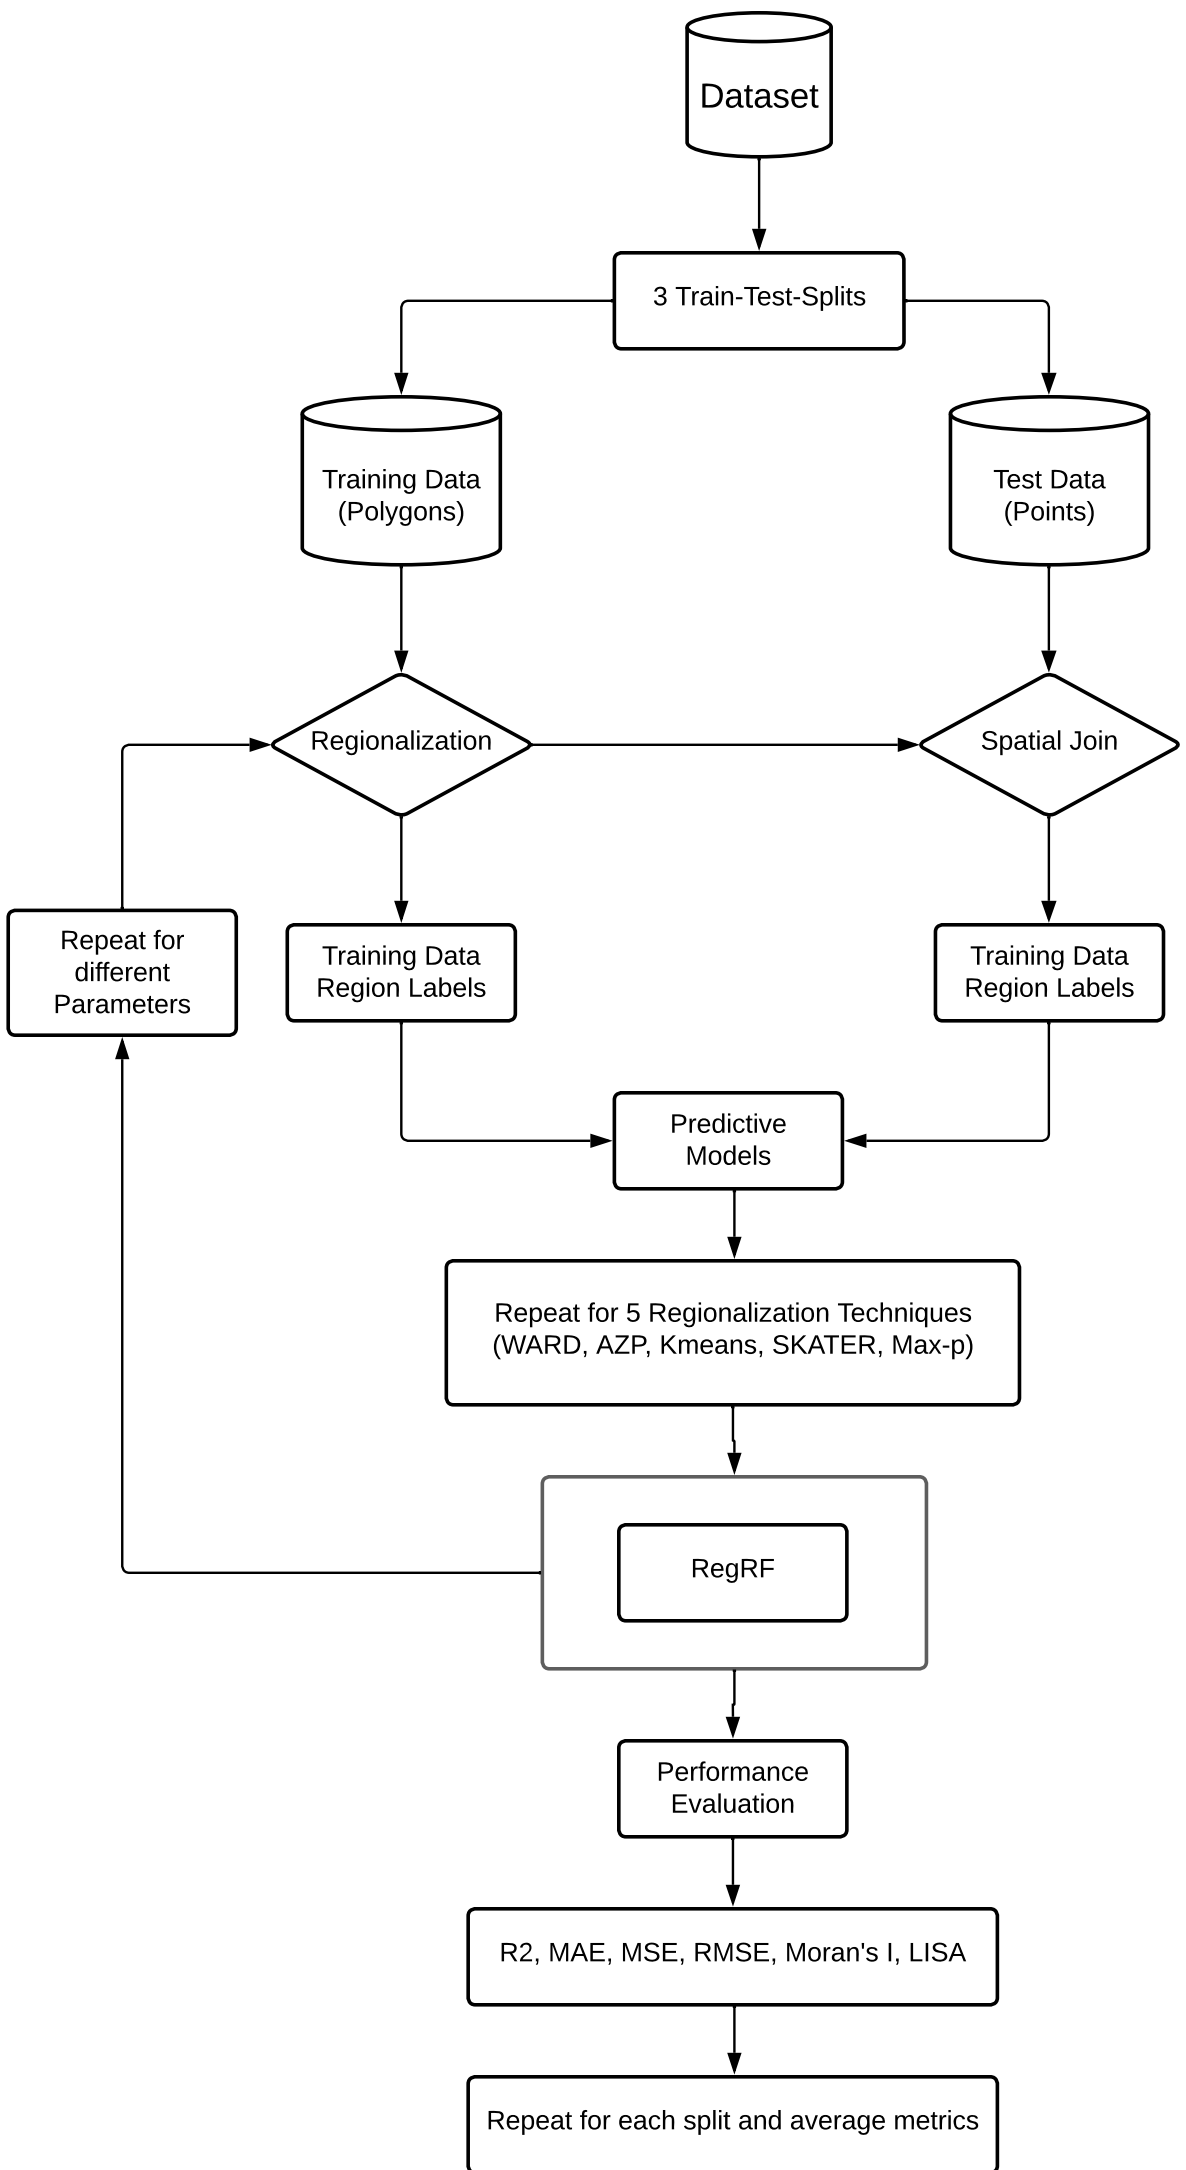 Dataset
3 Train-Test-Splits
Training Data
(Polygons)
Test Data
(Points)
Regionalization
Spatial Join
Repeat for
different
Parameters
Training Data
Region Labels
Training Data
Region Labels
Predictive
Models
Repeat for 5 Regionalization Techniques
(WARD, AZP, Kmeans, SKATER, Max-p)
RegRF
Performance
Evaluation
R2, MAE, MSE, RMSE, Moran's I, LISA
Repeat for each split and average metrics